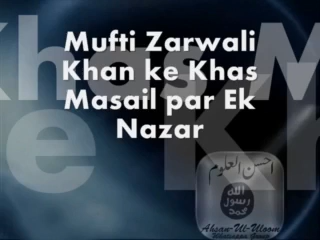 Mufti Zarwali
Khan ke Khas
Masail par Ek
Nazar
احسن العلوم
الله
رسول
محمد
Ahsan-Ul-Uloom